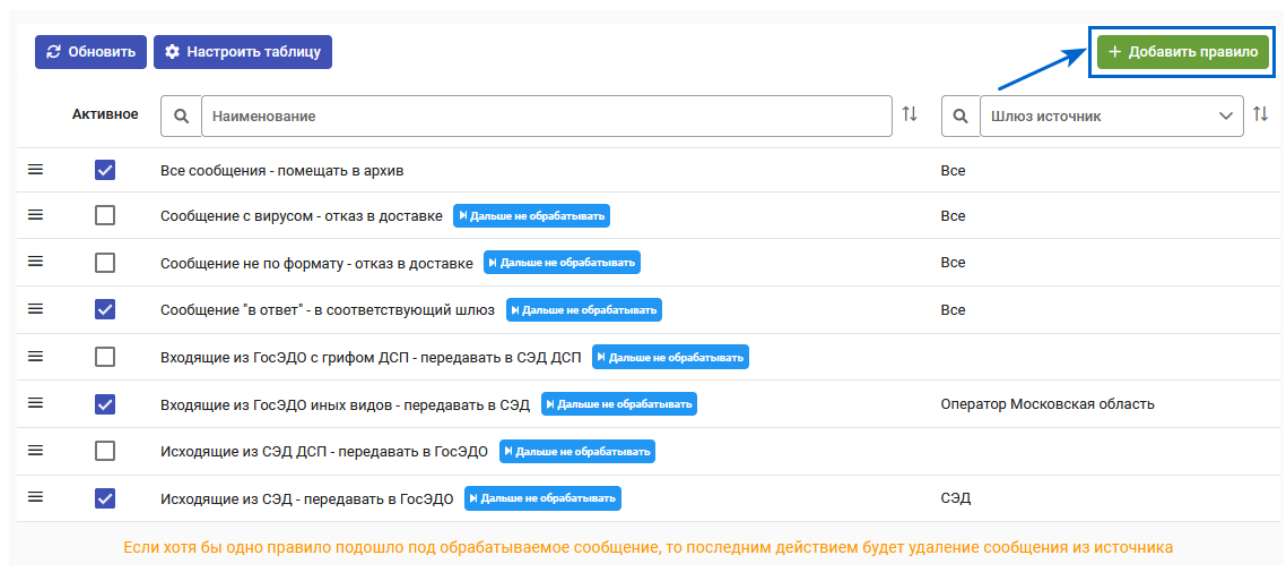 Обновить Настроить таблицу + Добавить правило
Активное Наименование Шлюз источник
Все сообщения - помещать в архив Все
Сообщение с вирусом - отказ в доставке Дальше не обрабатывать Все
Сообщение не по формату - отказ в доставке Дальше не обрабатывать Все
Сообщение "в ответ" - в соответствующий шлюз Дальше не обрабатывать Все
Входящие из ГосЭДО с грифом ДСП - передавать в СЭД ДСП Дальше не обрабатывать
Входящие из ГосЭДО иных видов - передавать в СЭД Дальше не обрабатывать Оператор Московская область
Исходящие из СЭД ДСП - передавать в ГосЭДО Дальше не обрабатывать
Исходящие из СЭД - передавать в ГосЭДО Дальше не обрабатывать СЭД
Если хотя бы одно правило подошло под обрабатываемое сообщение, то последним действием будет удаление сообщения из источника